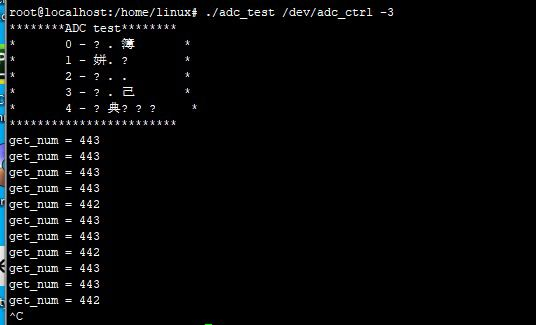 root@localhost:/home/linux# ./adc_test /dev/adc_ctrl -3
********ADC test********
* 0 - ? . 簿 *
* 1 - 姘. ? *
* 2 - ? . . *
* 3 - ? . 己 *
* 4 - ? 典? ? ? *
************************
get_num = 443
get_num = 443
get_num = 443
get_num = 443
get_num = 442
get_num = 443
get_num = 443
get_num = 442
get_num = 443
get_num = 443
get_num = 442
^C